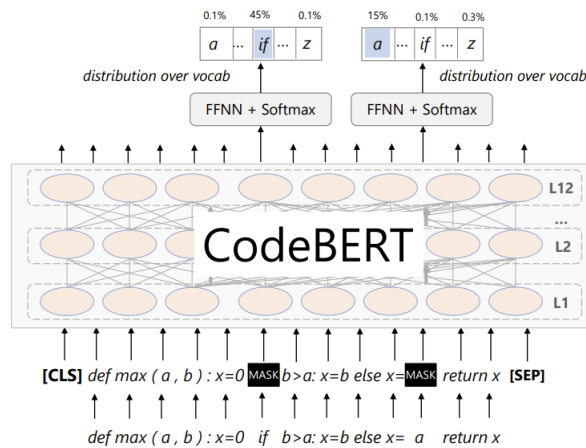 0.1% 45% 0.1% 15% 0.1% 0.3%
a ... if ... z a ... if ... z
distribution over vocab distribution over vocab
FFNN + Softmax FFNN + Softmax
L12
...
L2
CodeBERT
L1
[CLS] def max ( a , b ) : x=0 MASK b>a: x=b else x= MASK return x [SEP]
def max ( a , b ) : x=0 if b>a: x=b else x= a return x